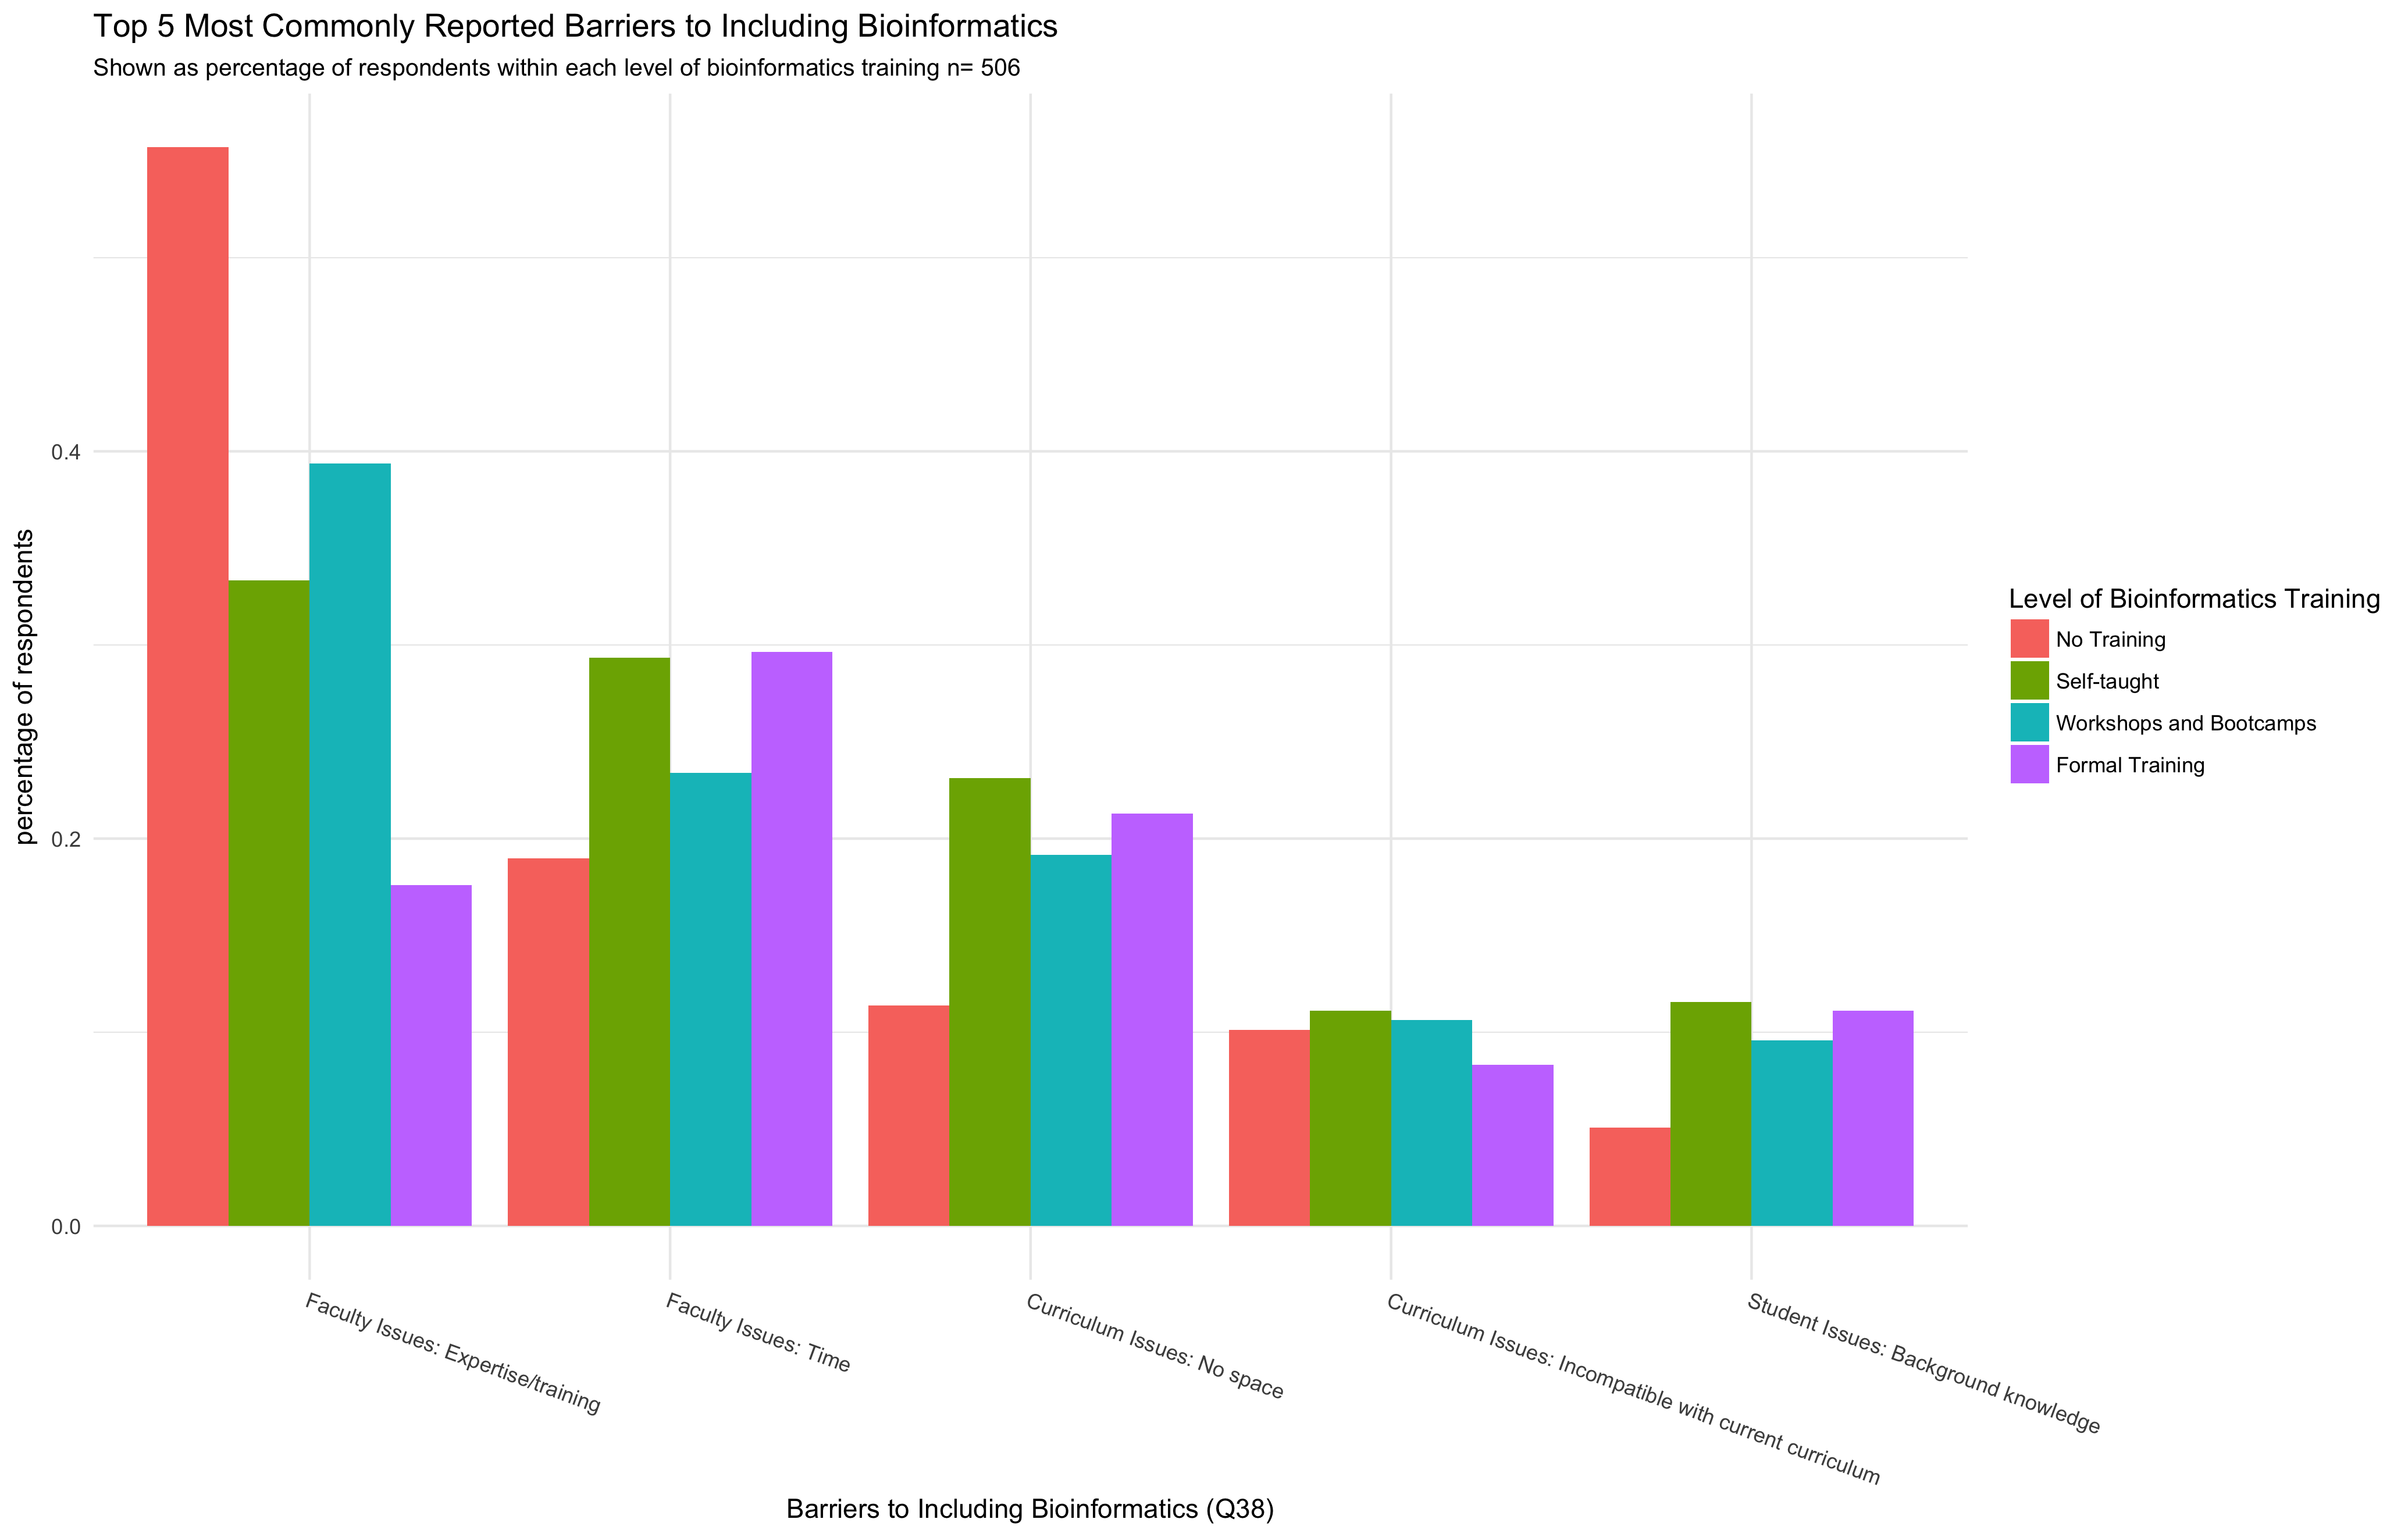 Top 5 Most Commonly Reported Barriers to Including Bioinformatics
Shown as percentage of respondents within each level of bioinformatics training n= 506
percentage of respondents
0.4
0.2
0.0
Faculty Issues: Expertise/training
Faculty Issues: Time
Curriculum Issues: No space
Curriculum Issues: Incompatible with current curriculum
Student Issues: Background knowledge
Barriers to Including Bioinformatics (Q38)
Level of Bioinformatics Training
No Training
Self-taught
Workshops and Bootcamps
Formal Training